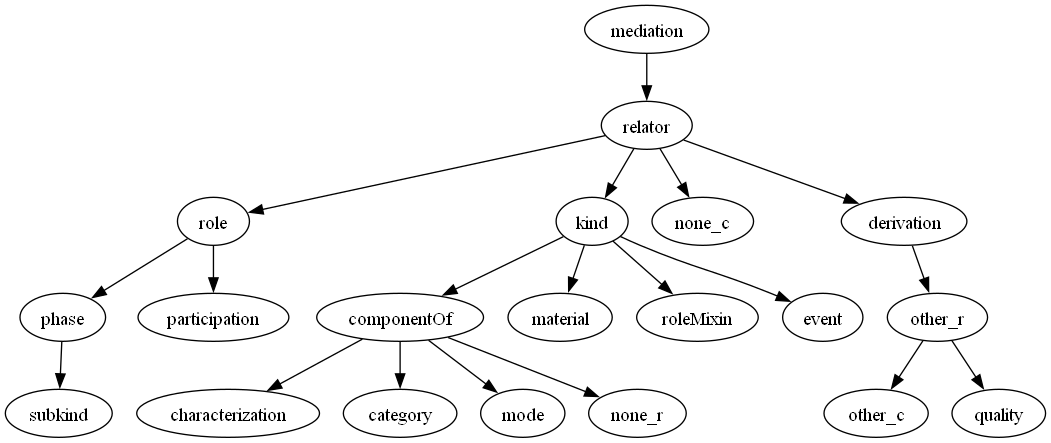 mediation
relator
role
kind
none_c
derivation
phase
participation
componentOf
material
roleMixin
event
other_r
subkind
characterization
category
mode
none_r
other_c
quality